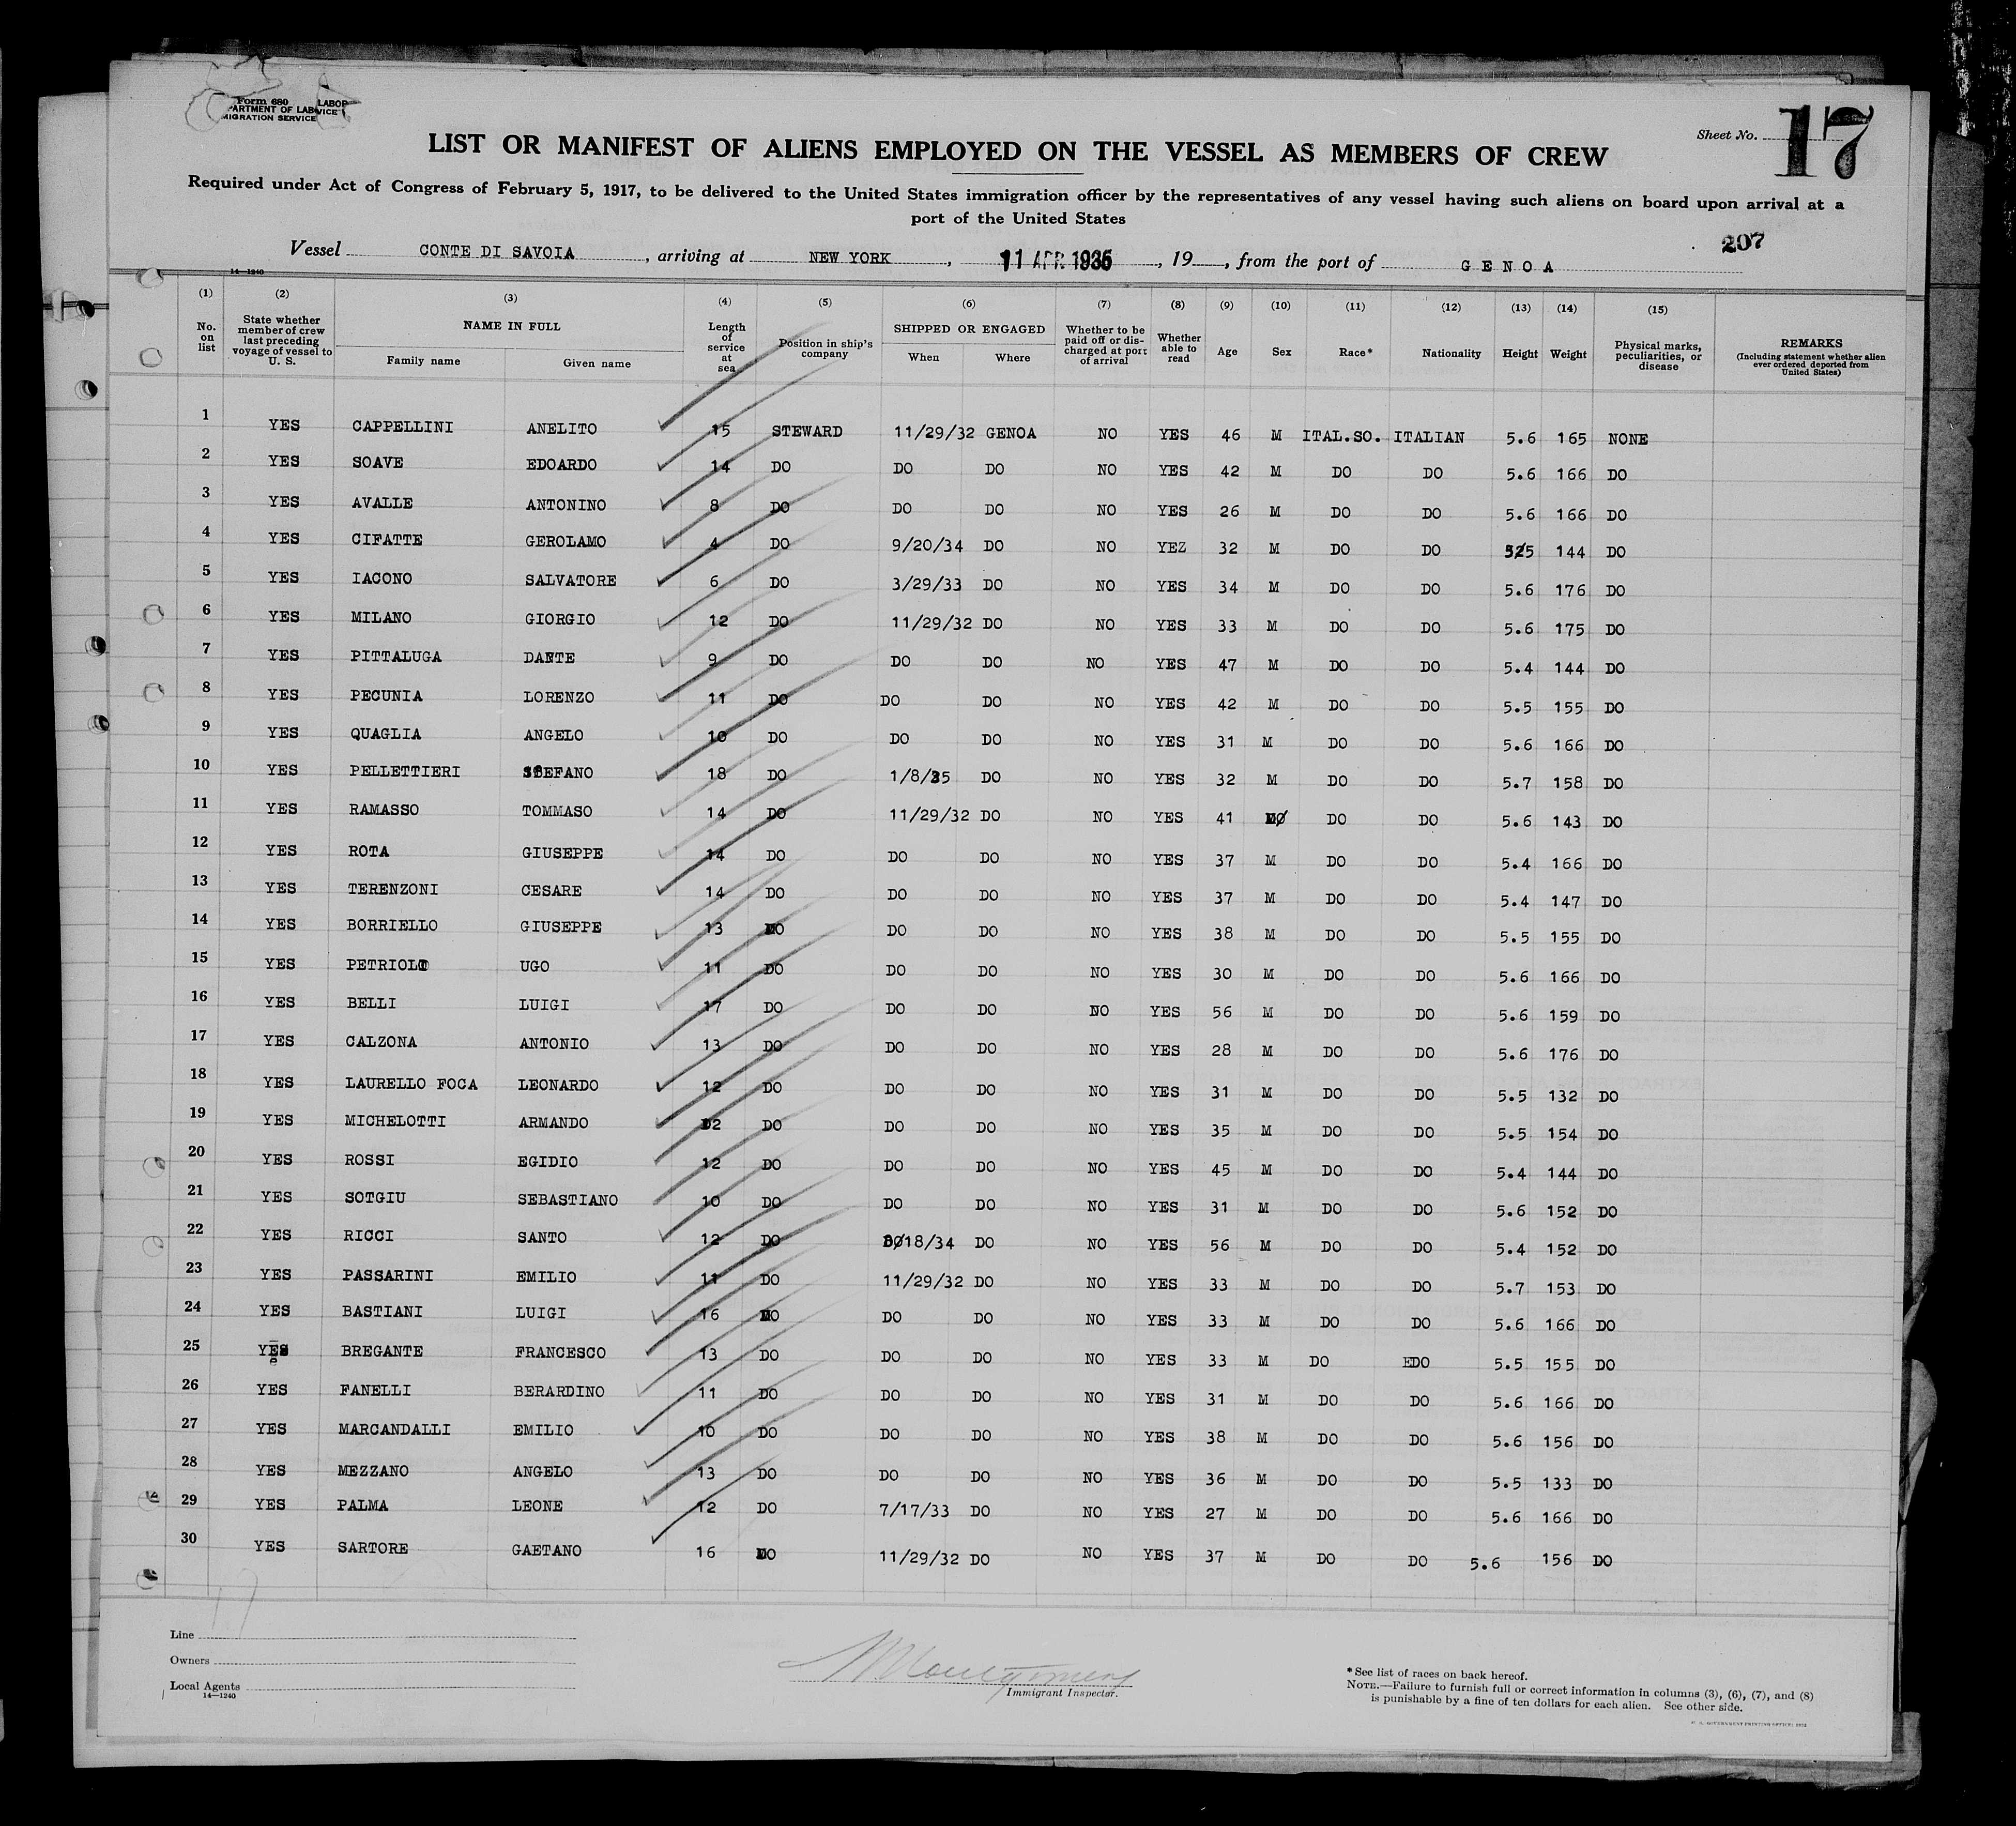 Form 680
LABOR
PARTMENT OF LABOR
VICE
MIGRATION SERVICE
Sheet No. 17
LIST OR MANIFEST OF ALIENS EMPLOYED ON THE VESSEL AS MEMBERS OF CREW
Required under Act of Congress of February 5, 1917, to be delivered to the United States immigration officer by the representatives of any vessel having such aliens on board upon arrival at a
port of the United States
207
Vessel CONTE DI SAVOIA, arriving at NEW YORK, 11 APR 1935, 19, from the port of GENOA
14—1240
(1) (2) (3) (4) (5) (6) (7) (8) (9) (10) (11) (12) (13) (14) (15)
No. on list State whether member of crew last preceding voyage of vessel to U. S. NAME IN FULL Family name Given name Length of service at sea Position in ship's company SHIPPED OR ENGAGED When Where Whether to be paid off or discharged at port of arrival Whether able to read Age Sex Race* Nationality Height Weight Physical marks, peculiarities, or disease REMARKS (Including statement whether alien ever ordered deported from United States)
1 YES CAPPELLINI ANELITO 15 STEWARD 11/29/32 GENOA NO YES 46 M ITAL.SO. ITALIAN 5.6 165 NONE
2 YES SOAVE EDOARDO 14 DO DO DO NO YES 42 M DO DO 5.6 166 DO
3 YES AVALLE ANTONINO 8 DO DO DO NO YES 26 M DO DO 5.6 166 DO
4 YES CIFATTE GEROLAMO 4 DO 9/20/34 DO NO YEZ 32 M DO DO 144 DO
5 YES IACONO SALVATORE 6 DO 3/29/33 DO NO YES 34 M DO DO 5.6 176 DO
6 YES MILANO GIORGIO 12 DO 11/29/32 DO NO YES 33 M DO DO 5.6 175 DO
7 YES PITTALUGA DANTE 9 DO DO DO NO YES 47 M DO DO 5.4 144 DO
8 YES PECUNIA LORENZO 11 DO DO DO NO YES 42 M DO DO 5.5 155 DO
9 YES QUAGLIA ANGELO 10 DO DO DO NO YES 31 M DO DO 5.6 166 DO
10 YES PELLETTIERI STEFANO 18 DO 1/8/35 DO NO YES 32 M DO DO 5.7 158 DO
11 YES RAMASSO TOMMASO 14 DO 11/29/32 DO NO YES 41 M DO DO 5.6 143 DO
12 YES ROTA GIUSEPPE 14 DO DO DO NO YES 37 M DO DO 5.4 166 DO
13 YES TERENZONI CESARE 14 DO DO DO NO YES 37 M DO DO 5.4 147 DO
14 YES BORRIELLO GIUSEPPE 13 DO DO DO NO YES 38 M DO DO 5.5 155 DO
15 YES PETRIOLI UGO 11 DO DO DO NO YES 30 M DO DO 5.6 166 DO
16 YES BELLI LUIGI 17 DO DO DO NO YES 56 M DO DO 5.6 159 DO
17 YES CALZONA ANTONIO 13 DO DO DO NO YES 28 M DO DO 5.6 176 DO
18 YES LAURELLO FOCA LEONARDO 12 DO DO DO NO YES 31 M DO DO 5.5 132 DO
19 YES MICHELOTTI ARMANDO 12 DO DO DO NO YES 35 M DO DO 5.5 154 DO
20 YES ROSSI EGIDIO 12 DO DO DO NO YES 45 M DO DO 5.4 144 DO
21 YES SOTGIU SEBASTIANO 10 DO DO DO NO YES 31 M DO DO 5.6 152 DO
22 YES RICCI SANTO 12 DO DO NO YES 56 M DO DO 5.4 152 DO
23 YES PASSARINI EMILIO 11 DO 11/29/32 DO NO YES 33 M DO DO 5.7 153 DO
24 YES BASTIANI LUIGI 16 DO DO DO NO YES 33 M DO DO 5.6 166 DO
25 YES BREGANTE FRANCESCO 13 DO DO DO NO YES 33 M DO EDO 5.5 155 DO
26 YES FANELLI BERARDINO 11 DO DO DO NO YES 31 M DO DO 5.6 166 DO
27 YES MARCANDALLI EMILIO 10 DO DO DO NO YES 38 M DO DO 5.6 156 DO
28 YES MEZZANO ANGELO 13 DO DO DO NO YES 36 M DO DO 5.5 133 DO
29 YES PALMA LEONE 12 DO 7/17/33 DO NO YES 27 M DO DO 5.6 166 DO
30 YES SARTORE GAETANO 16 DO 11/29/32 DO NO YES 37 M DO DO 5.6 156 DO
17
Line
Owners
Local Agents
14—1240
Montgomery
Immigrant Inspector.
*See list of races on back hereof.
NOTE.—Failure to furnish full or correct information in columns (3), (6), (7), and (8)
is punishable by a fine of ten dollars for each alien. See other side.